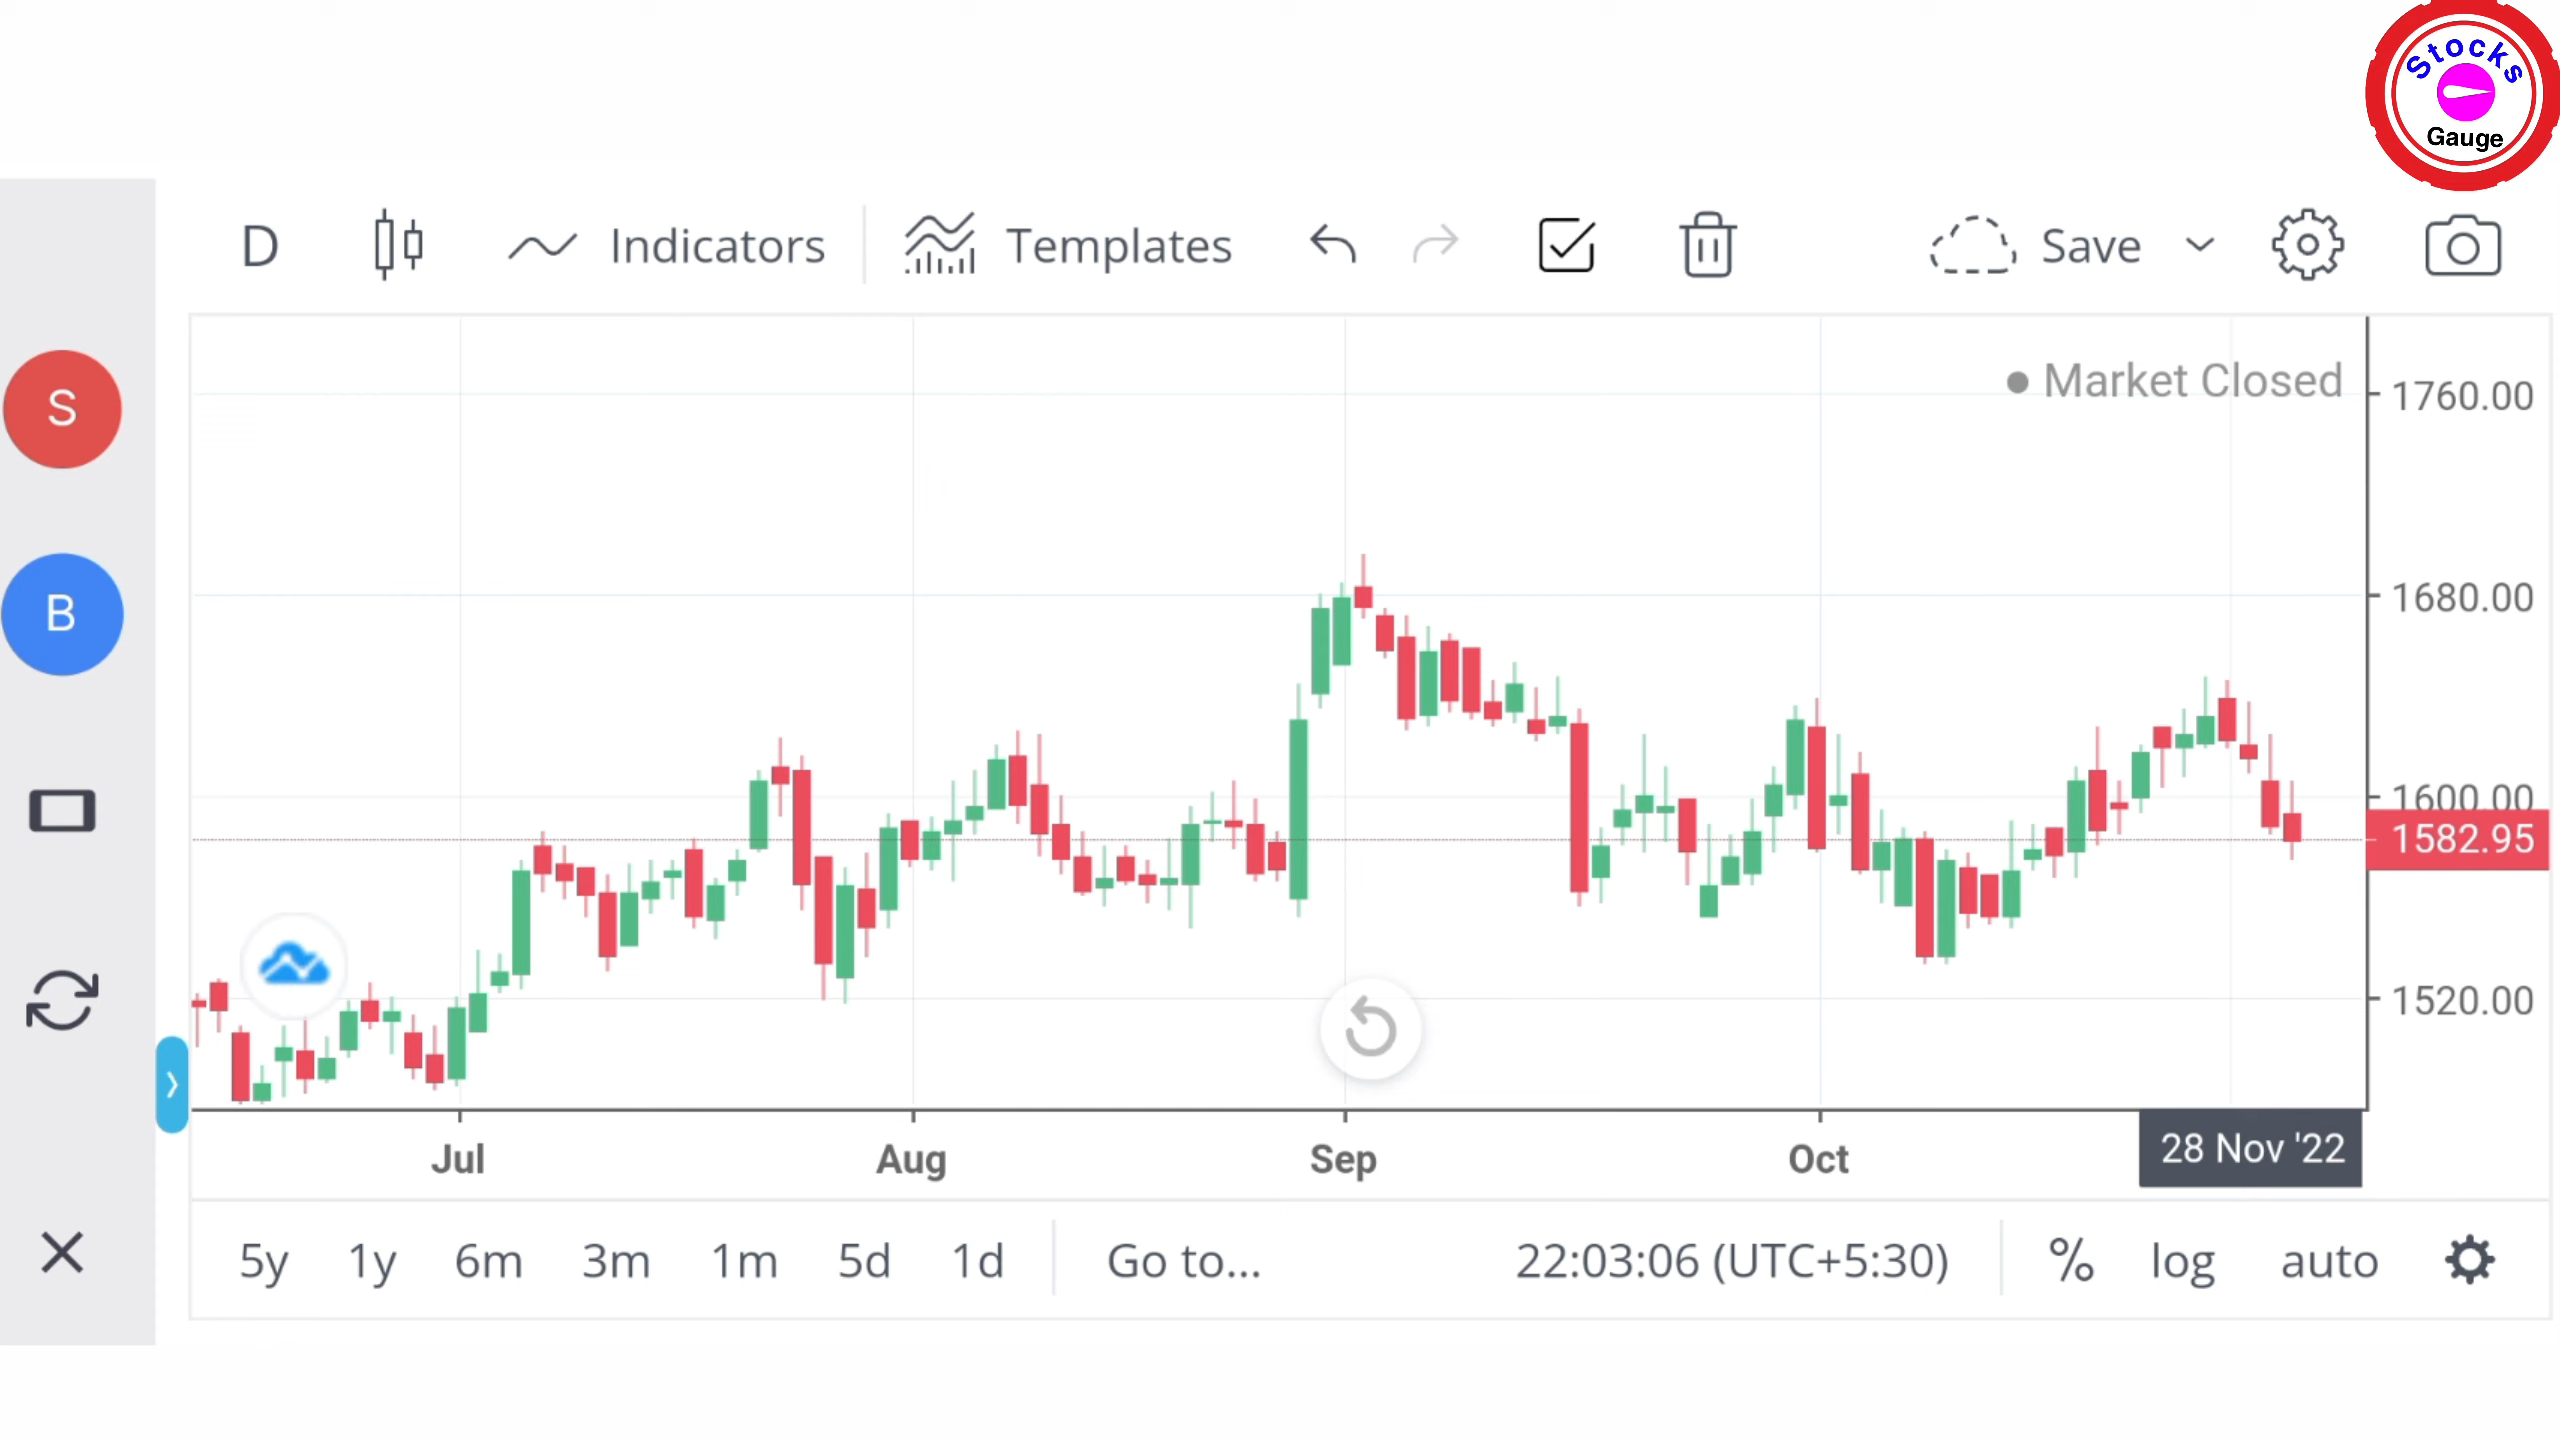 Stocks
Gauge
D Indicators Templates Save
S
Market Closed
1760.00
B
1680.00
1600.00
1582.95
1520.00
Jul Aug Sep Oct 28 Nov '22
5y 1y 6m 3m 1m 5d 1d Go to... 22:03:06 (UTC+5:30) % log auto